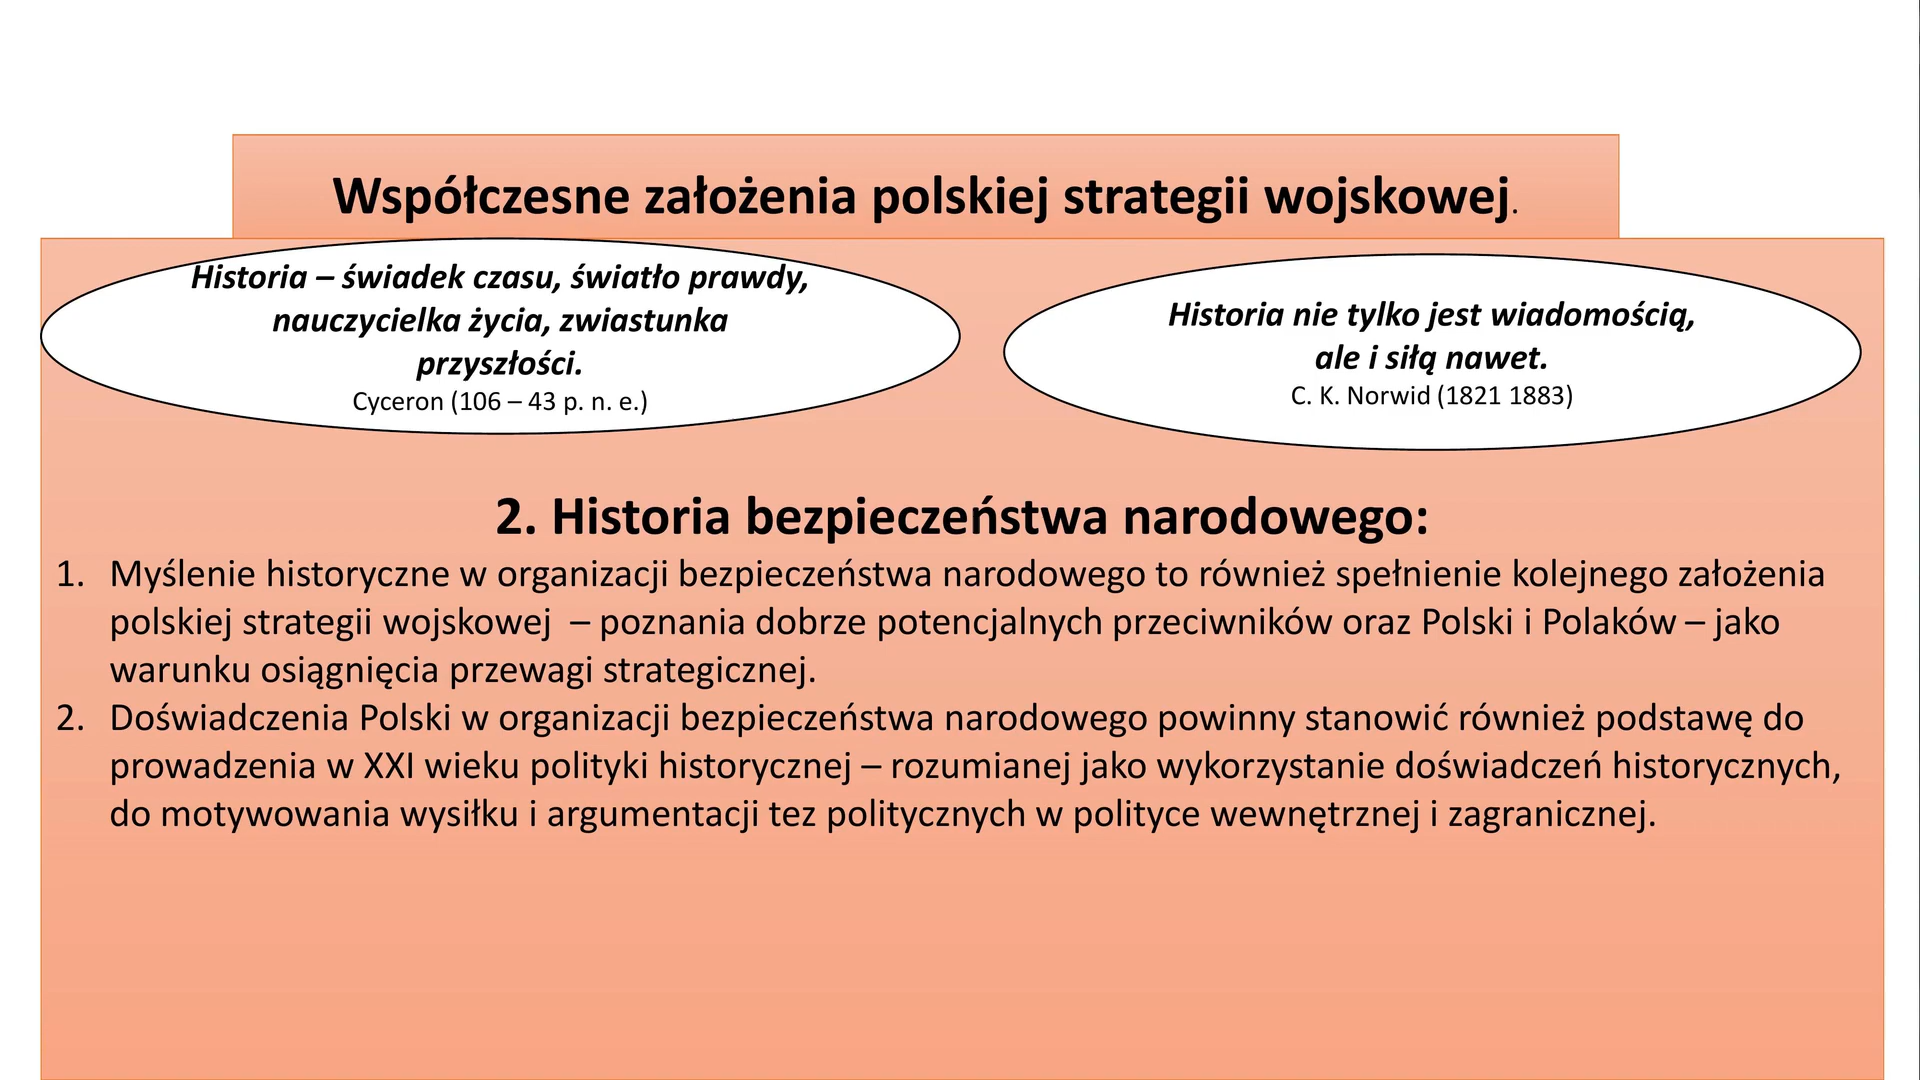 Współczesne założenia polskiej strategii wojskowej.
Historia – świadek czasu, światło prawdy,
nauczycielka życia, zwiastunka
przyszłości.
Cyceron (106 – 43 p. n. e.)
Historia nie tylko jest wiadomością,
ale i siłą nawet.
C. K. Norwid (1821 1883)
2. Historia bezpieczeństwa narodowego:
1. Myślenie historyczne w organizacji bezpieczeństwa narodowego to również spełnienie kolejnego założenia
polskiej strategii wojskowej – poznania dobrze potencjalnych przeciwników oraz Polski i Polaków – jako
warunku osiągnięcia przewagi strategicznej.
2. Doświadczenia Polski w organizacji bezpieczeństwa narodowego powinny stanowić również podstawę do
prowadzenia w XXI wieku polityki historycznej – rozumianej jako wykorzystanie doświadczeń historycznych,
do motywowania wysiłku i argumentacji tez politycznych w polityce wewnętrznej i zagranicznej.